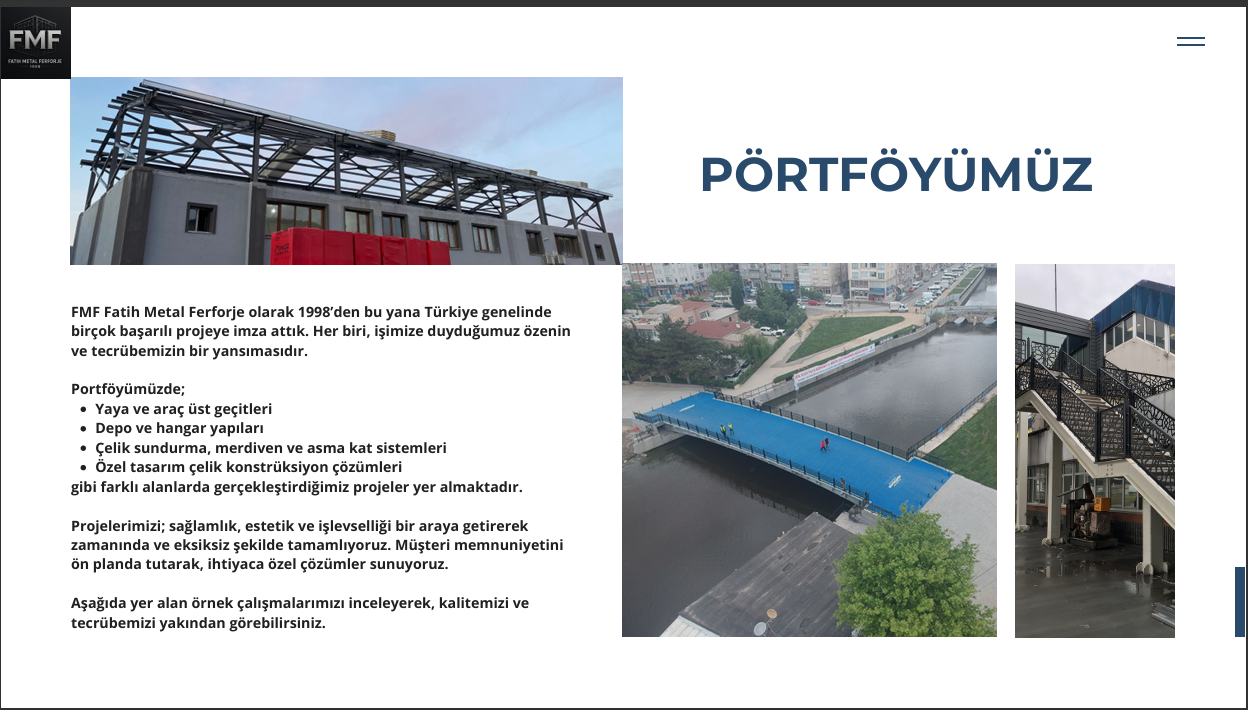 FMF
FATIH METAL FERFORJE
1998
PÖRTFÖYÜMÜZ
FMF Fatih Metal Ferforje olarak 1998’den bu yana Türkiye genelinde
birçok başarılı projeye imza attık. Her biri, işimize duyduğumuz özenin
ve tecrübemizin bir yansımasıdır.
Portföyümüzde;
• Yaya ve araç üst geçitleri
• Depo ve hangar yapıları
• Çelik sundurma, merdiven ve asma kat sistemleri
• Özel tasarım çelik konstrüksiyon çözümleri
gibi farklı alanlarda gerçekleştirdiğimiz projeler yer almaktadır.
Projelerimizi; sağlamlık, estetik ve işlevselliği bir araya getirerek
zamanında ve eksiksiz şekilde tamamlıyoruz. Müşteri memnuniyetini
ön planda tutarak, ihtiyaca özel çözümler sunuyoruz.
Aşağıda yer alan örnek çalışmalarımızı inceleyerek, kalitemizi ve
tecrübemizi yakından görebilirsiniz.